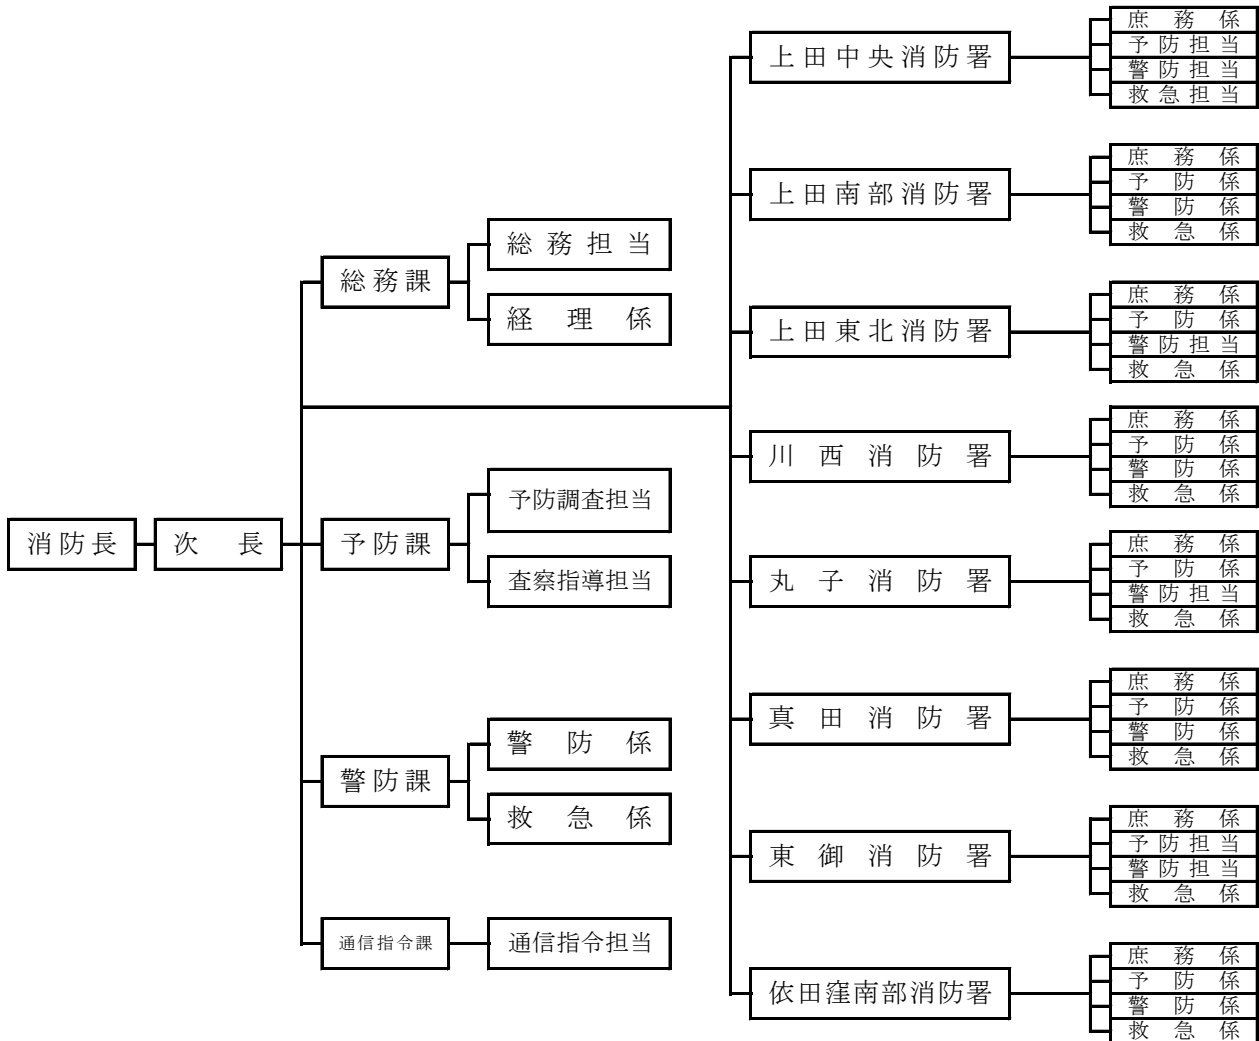 消防長
次長
総務課
総務担当
経理係
予防課
予防調査担当
査察指導担当
警防課
警防係
救急係
通信指令課
通信指令担当
上田中央消防署
庶務係
予防担当
警防担当
救急担当
上田南部消防署
庶務係
予防係
警防係
救急係
上田東北消防署
庶務係
予防係
警防担当
救急係
川西消防署
庶務係
予防係
警防係
救急係
丸子消防署
庶務係
予防係
警防担当
救急係
真田消防署
庶務係
予防係
警防係
救急係
東御消防署
庶務係
予防担当
警防担当
救急係
依田窪南部消防署
庶務係
予防係
警防係
救急係